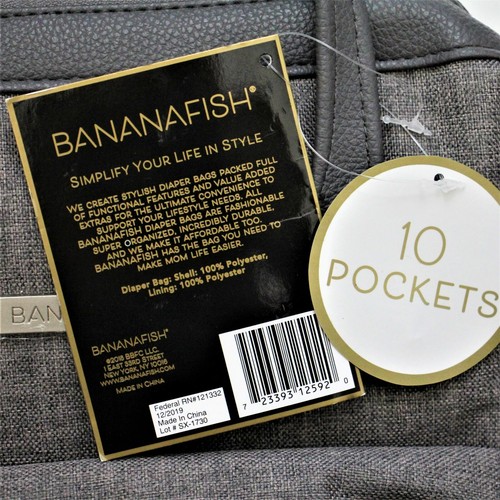 BANANAFISH®
SIMPLIFY YOUR LIFE IN STYLE
WE CREATE STYLISH DIAPER BAGS PACKED FULL
OF FUNCTIONAL FEATURES AND VALUE ADDED
EXTRAS FOR THE ULTIMATE CONVENIENCE TO
SUPPORT YOUR LIFESTYLE NEEDS. ALL
BANANAFISH DIAPER BAGS ARE FASHIONABLE
SUPER ORGANIZED, INCREDIBLY DURABLE,
AND WE MAKE IT AFFORDABLE TOO.
BANANAFISH HAS THE BAG YOU NEED TO
MAKE MOM LIFE EASIER.
Diaper Bag: Shell: 100% Polyester,
Lining: 100% Polyester
BANANAFISH®
©2018 BBFC LLC.
1 EAST 33RD STREET
NEW YORK, NY 10016
WWW.BANANAFISH.COM
MADE IN CHINA
Federal RN#121332
12/2019
Made In China
Lot # SX-1730
7 23393 12592 0
10
POCKETS
BAN